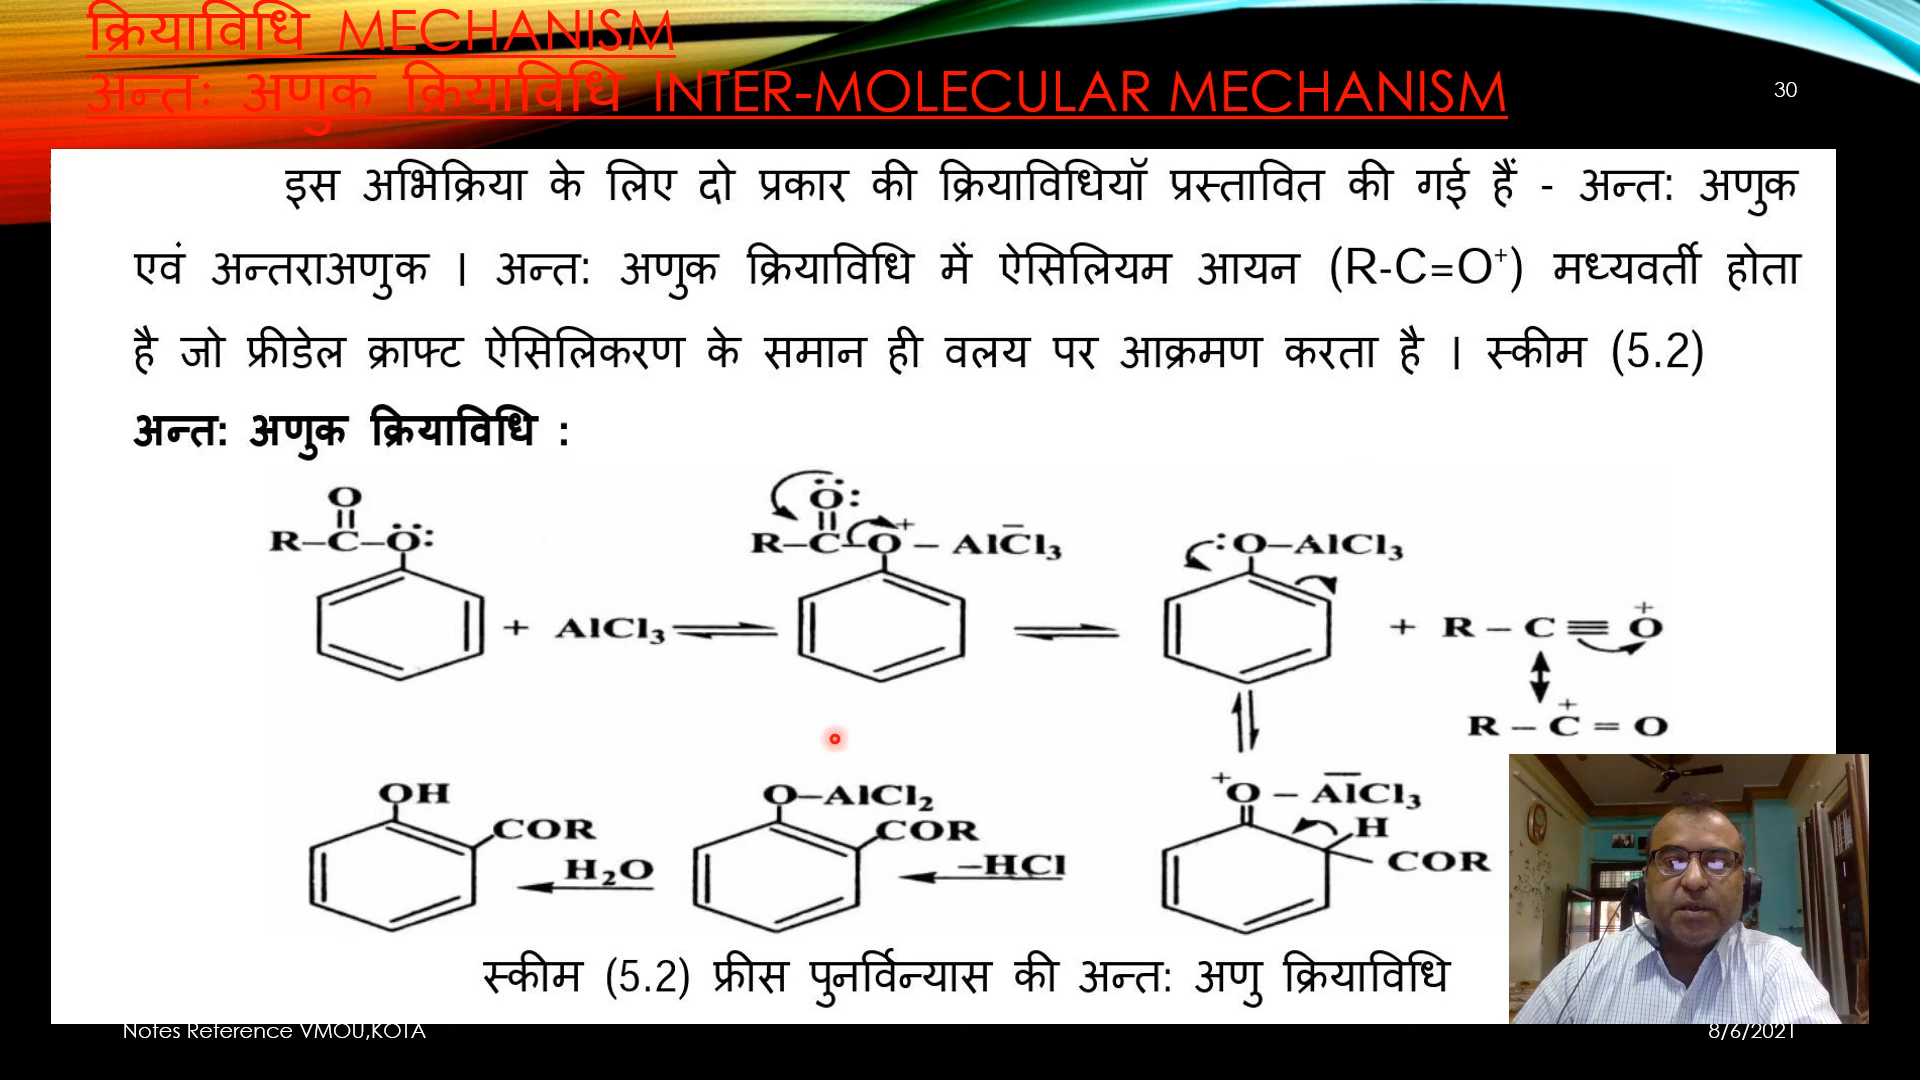 क्रियाविधि MECHANISM
अन्तः अणुक क्रियाविधि INTER-MOLECULAR MECHANISM
30
इस अभिक्रिया के लिए दो प्रकार की क्रियाविधियॉ प्रस्तावित की गई हैं - अन्त: अणुक
एवं अन्तराअणुक । अन्त: अणुक क्रियाविधि में ऐसिलियम आयन (R-C=O⁺) मध्यवर्ती होता
है जो फ्रीडेल क्राफ्ट ऐसिलिकरण के समान ही वलय पर आक्रमण करता है । स्कीम (5.2)
अन्त: अणुक क्रियाविधि :
O
R–C–Ö:
+ AlCl₃
Ö:
R–C–O⁺ – AlC̄l₃
:O–AlCl₃
+ R – C ≡ O⁺
R – C⁺ = O
OH
COR
H₂O
O–AlCl₂
COR
–HCl
⁺O – A̅l̅Cl₃
H
COR
स्कीम (5.2) फ्रीस पुनर्विन्यास की अन्त: अणु क्रियाविधि
Notes Reference VMOU,KOTA
8/6/2021